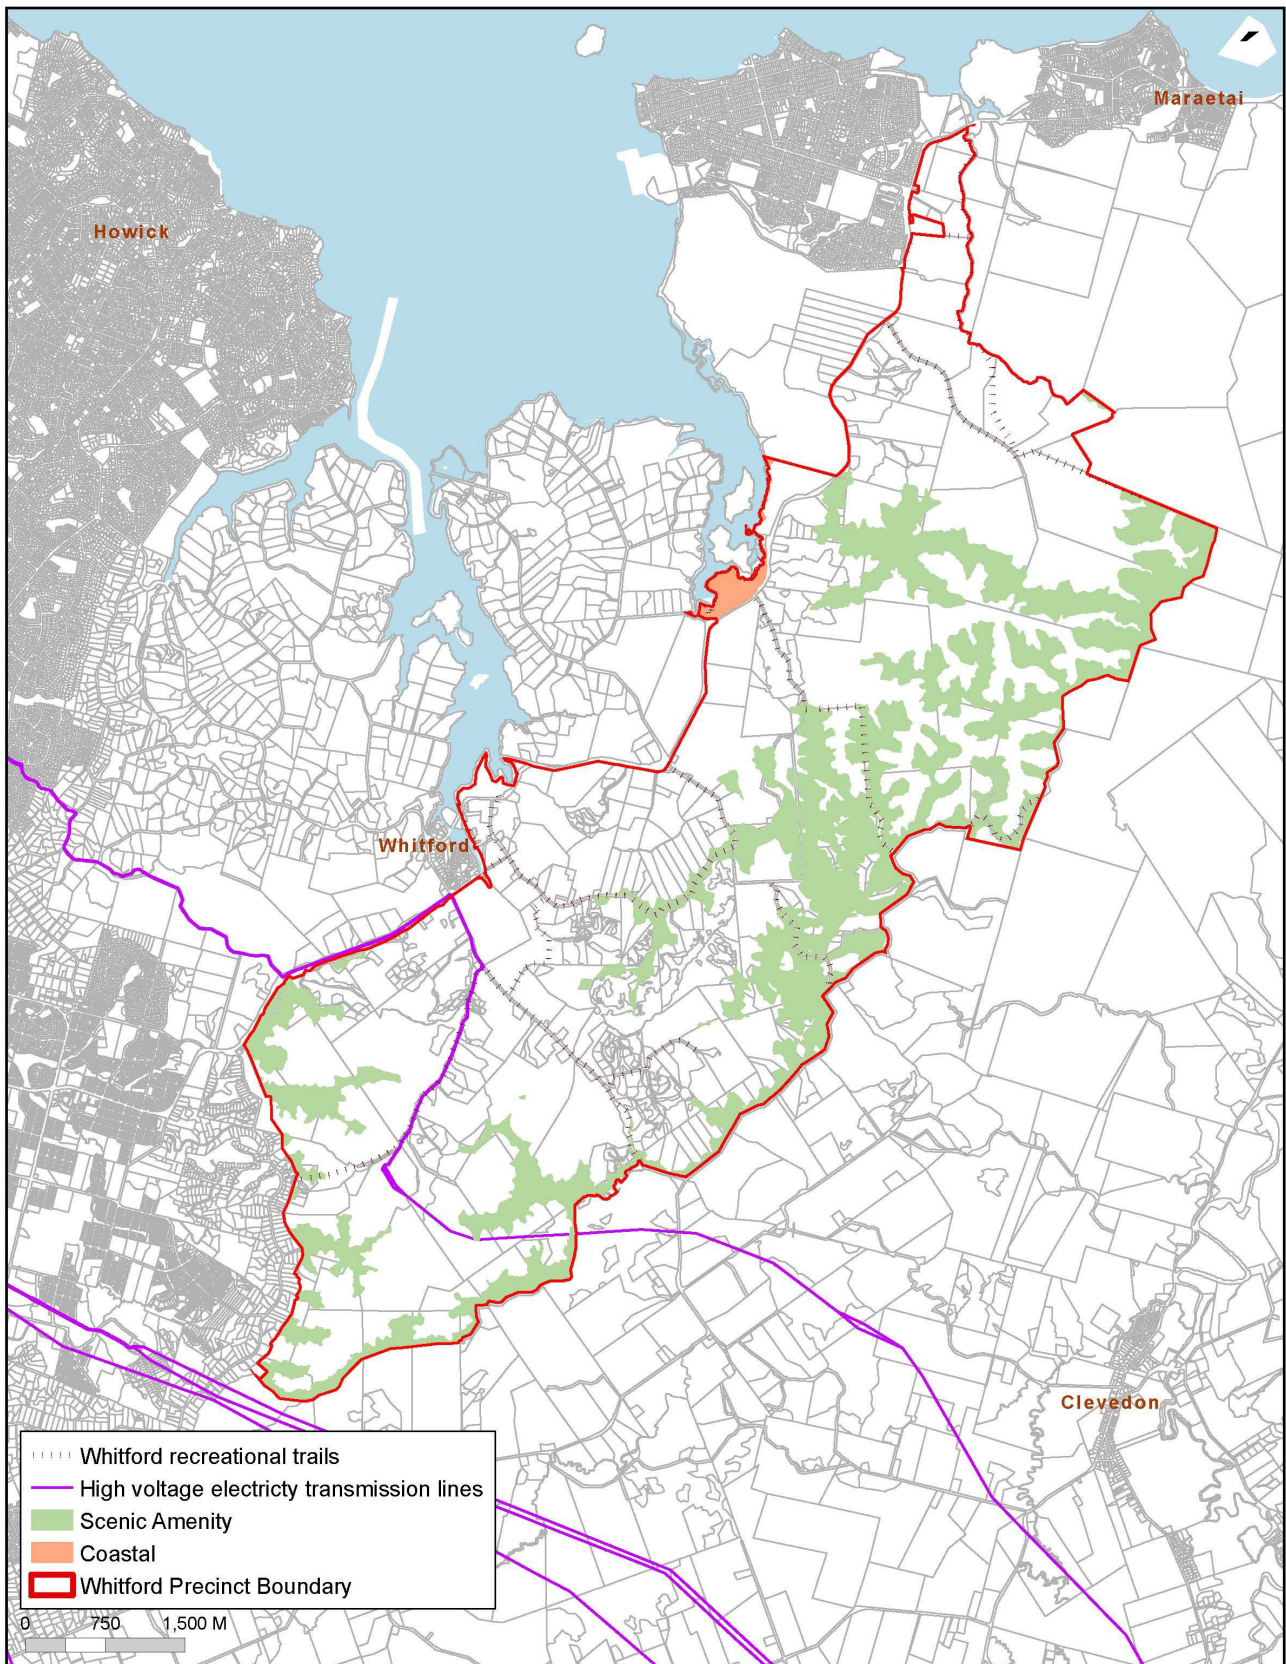 Maraetai
Howick
Whitford
Clevedon
Whitford recreational trails
High voltage electricty transmission lines
Scenic Amenity
Coastal
Whitford Precinct Boundary
0 750 1,500 M